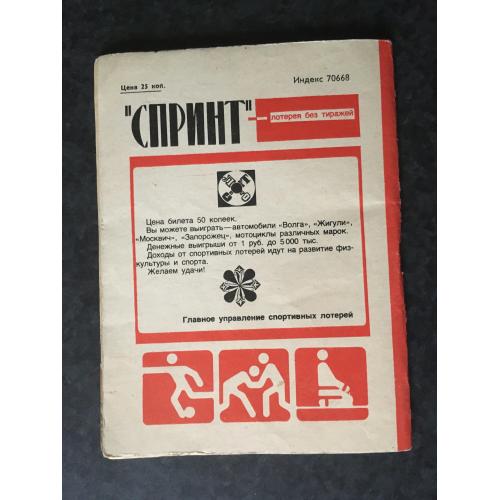 Цена 25 коп.
Индекс 70668
"СПРИНТ"
лотерея без тиражей
Цена билета 50 копеек.
Вы можете выиграть—автомобили «Волга», «Жигули»,
«Москвич», «Запорожец», мотоциклы различных марок.
Денежные выигрыши от 1 руб. до 5 000 тыс.
Доходы от спортивных лотерей идут на развитие физ-
культуры и спорта.
Желаем удачи!
Главное управление спортивных лотерей